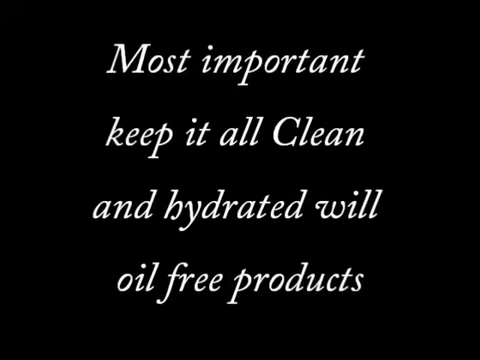 Most important
keep it all Clean
and hydrated will
oil free products